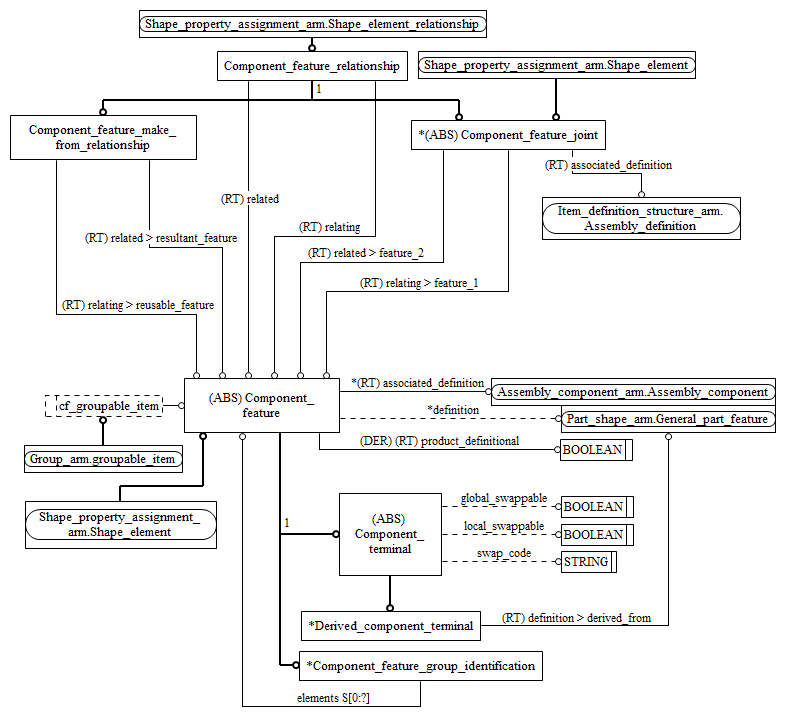 Shape_property_assignment_arm.Shape_element_relationship
Component_feature_relationship
Shape_property_assignment_arm.Shape_element
1
Component_feature_make_
from_relationship
*(ABS) Component_feature_joint
(RT) associated_definition
(RT) related
Item_definition_structure_arm.
Assembly_definition
(RT) relating
(RT) related > resultant_feature
(RT) related > feature_2
(RT) relating > feature_1
(RT) relating > reusable_feature
(ABS) Component_
feature
*(RT) associated_definition
Assembly_component_arm.Assembly_component
cf_groupable_item
*definition
Part_shape_arm.General_part_feature
(DER) (RT) product_definitional
BOOLEAN
Group_arm.groupable_item
Shape_property_assignment_
arm.Shape_element
1
(ABS)
Component_
terminal
global_swappable
BOOLEAN
local_swappable
BOOLEAN
swap_code
STRING
*Derived_component_terminal
(RT) definition > derived_from
*Component_feature_group_identification
elements S[0:?]